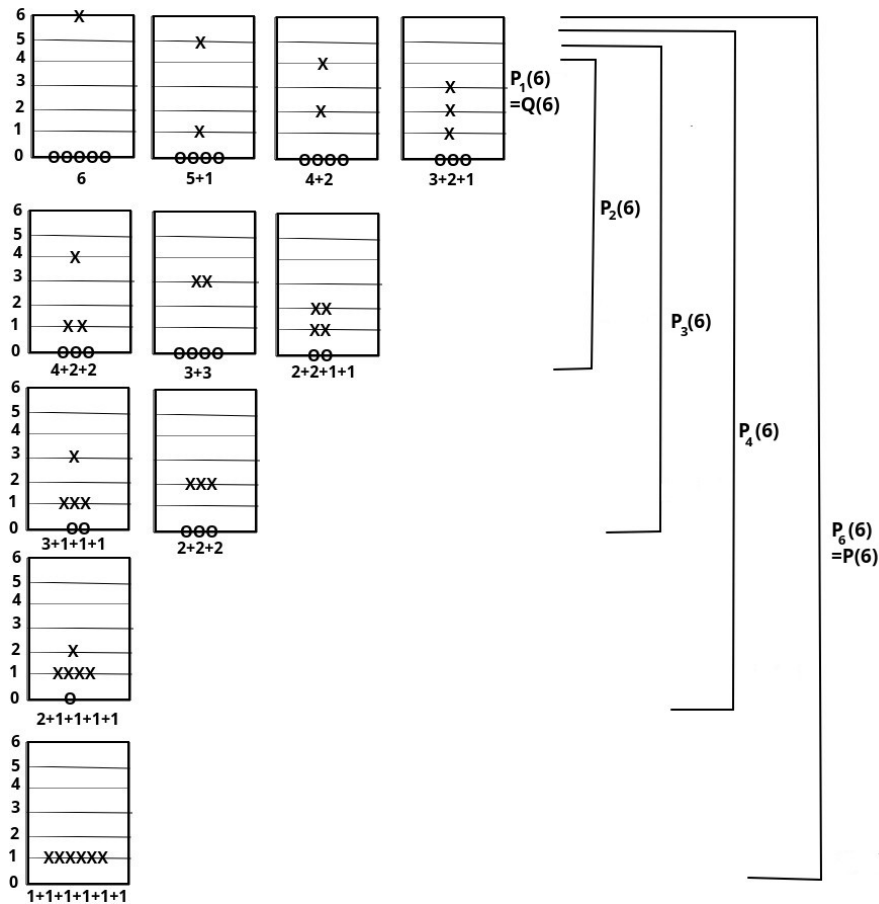 6 X
5 X
4 X
3 X
2 X X
1 X X
0 OOOOO OOOO OOOO OOO
P1(6)
=Q(6)
6 5+1 4+2 3+2+1
P2(6)
6
5
4 X
3 XX
2 XX
1 X X XX
0 OOO OOOO OO
4+2+2 3+3 2+2+1+1
P3(6)
6
5
4
3 X
2 XXX
1 XXX
0 OO OOO
3+1+1+1 2+2+2
P4(6)
6
5
4
3
2 X
1 XXXX
0 O
2+1+1+1+1
P6(6)
=P(6)
6
5
4
3
2
1 XXXXXX
0
1+1+1+1+1+1